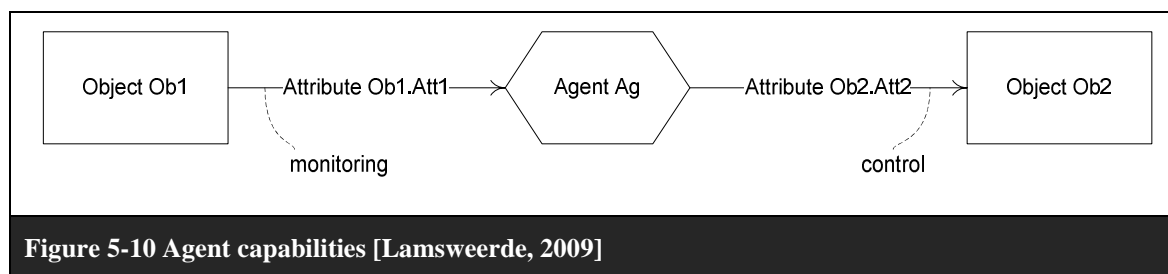 Object Ob1
Attribute Ob1.Att1
Agent Ag
Attribute Ob2.Att2
Object Ob2
monitoring
control
Figure 5-10 Agent capabilities [Lamsweerde, 2009]